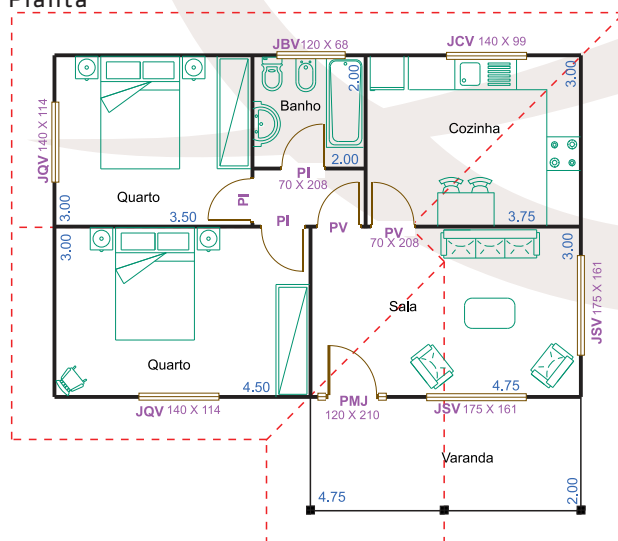 Planta
JBV 120 X 68
JCV 140 X 99
2.00
3.00
Banho
Cozinha
JQV 140 X 114
2.00
PI
70 X 208
Quarto
PI
3.00
3.50
PI
PV
PV
70 X 208
3.75
3.00
3.00
Sala
JSV 175 X 161
Quarto
4.50
4.75
JQV 140 X 114
PMJ
120 X 210
JSV 175 X 161
Varanda
4.75
2.00